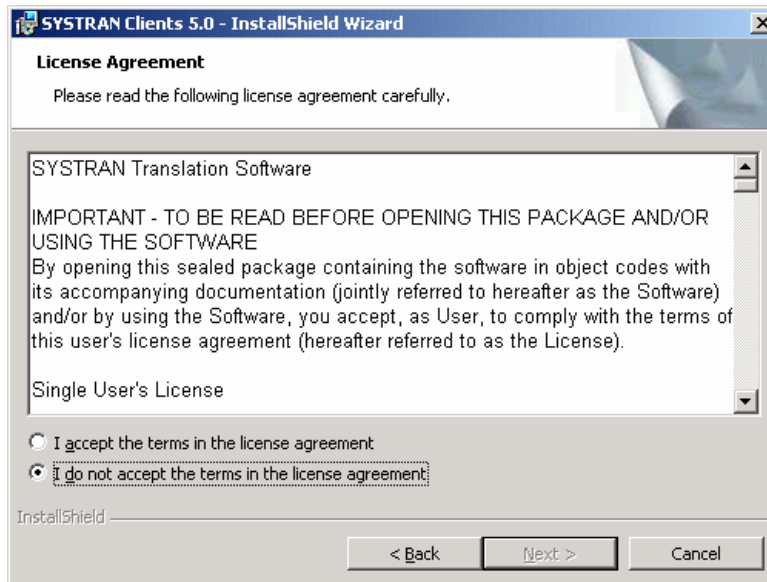 SYSTRAN Clients 5.0 - InstallShield Wizard
License Agreement
Please read the following license agreement carefully.
SYSTRAN Translation Software
IMPORTANT - TO BE READ BEFORE OPENING THIS PACKAGE AND/OR
USING THE SOFTWARE
By opening this sealed package containing the software in object codes with
its accompanying documentation (jointly referred to hereafter as the Software)
and/or by using the Software, you accept, as User, to comply with the terms of
this user's license agreement (hereafter referred to as the License).
Single User's License
I accept the terms in the license agreement
I do not accept the terms in the license agreement
InstallShield
< Back Next > Cancel